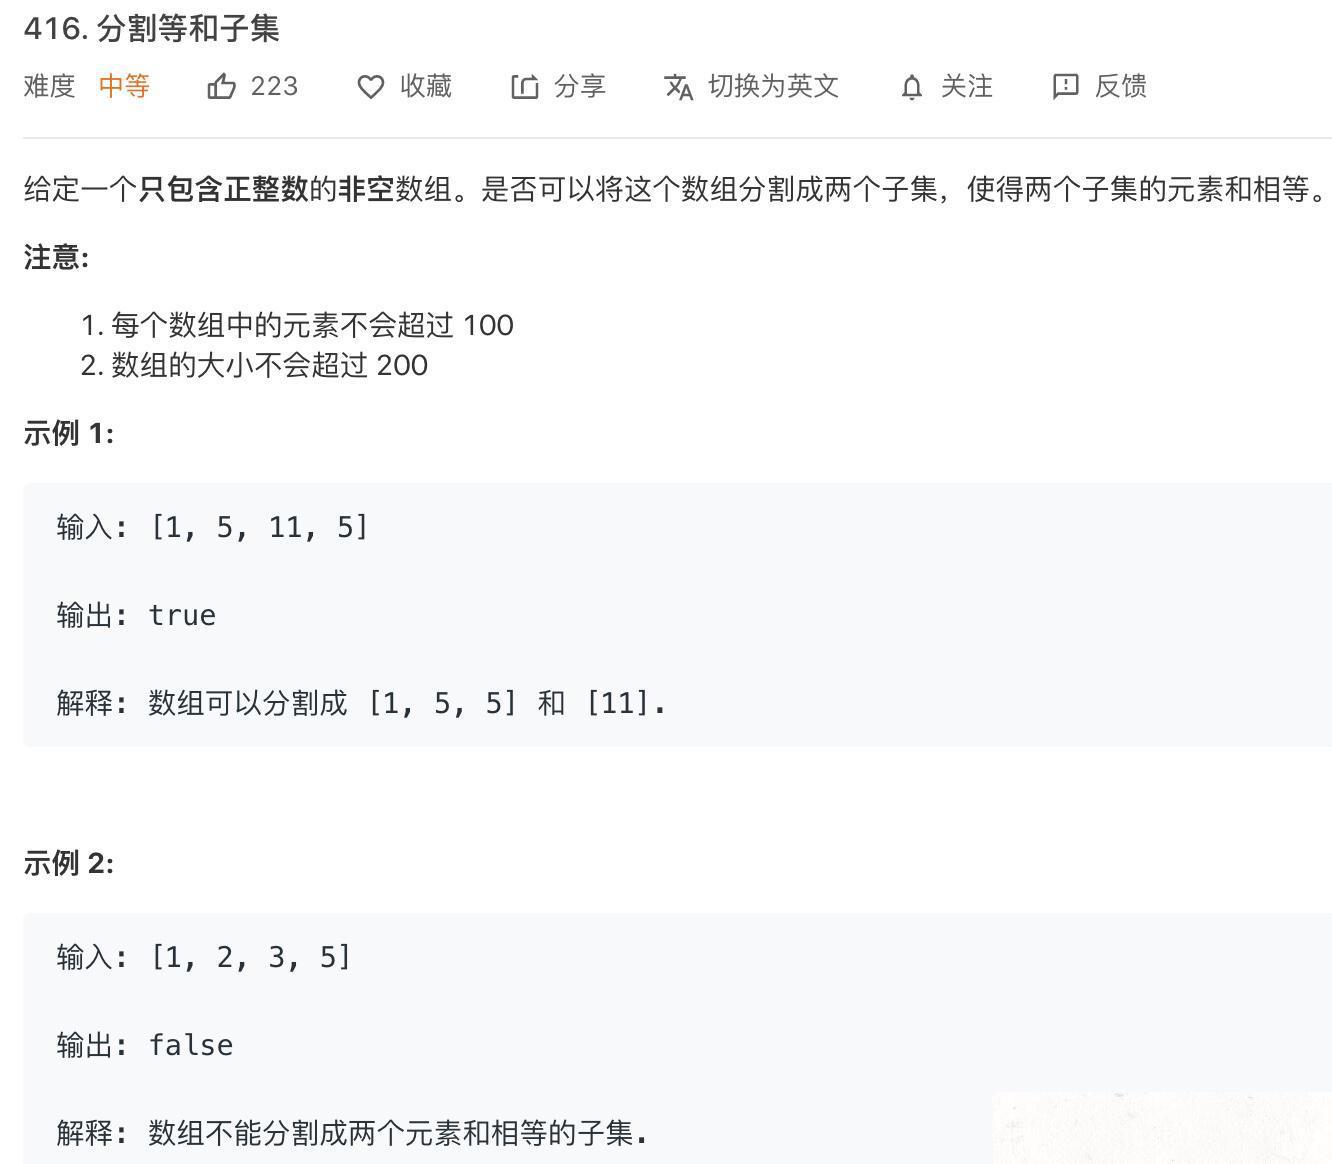 416. 分割等和子集
难度 中等 223 收藏 分享 切换为英文 关注 反馈
给定一个只包含正整数的非空数组。是否可以将这个数组分割成两个子集，使得两个子集的元素和相等。
注意:
1. 每个数组中的元素不会超过 100
2. 数组的大小不会超过 200
示例 1:
输入: [1, 5, 11, 5]
输出: true
解释: 数组可以分割成 [1, 5, 5] 和 [11].
示例 2:
输入: [1, 2, 3, 5]
输出: false
解释: 数组不能分割成两个元素和相等的子集.